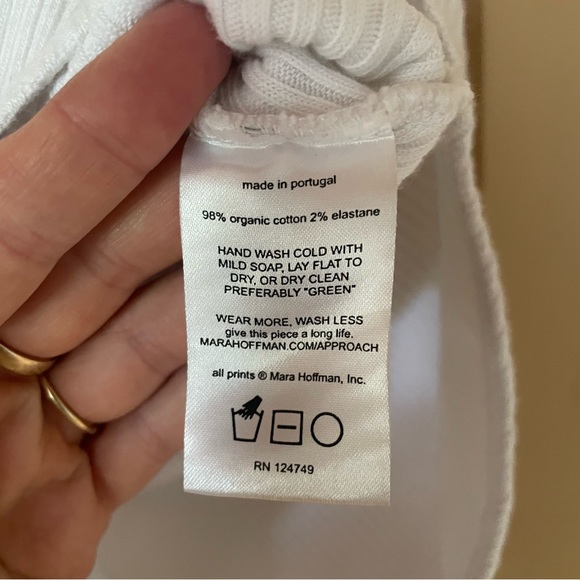 made in portugal
98% organic cotton 2% elastane
HAND WASH COLD WITH
MILD SOAP, LAY FLAT TO
DRY, OR DRY CLEAN
PREFERABLY "GREEN"
WEAR MORE, WASH LESS
give this piece a long life.
MARAHOFFMAN.COM/APPROACH
all prints ® Mara Hoffman, Inc.
RN 124749